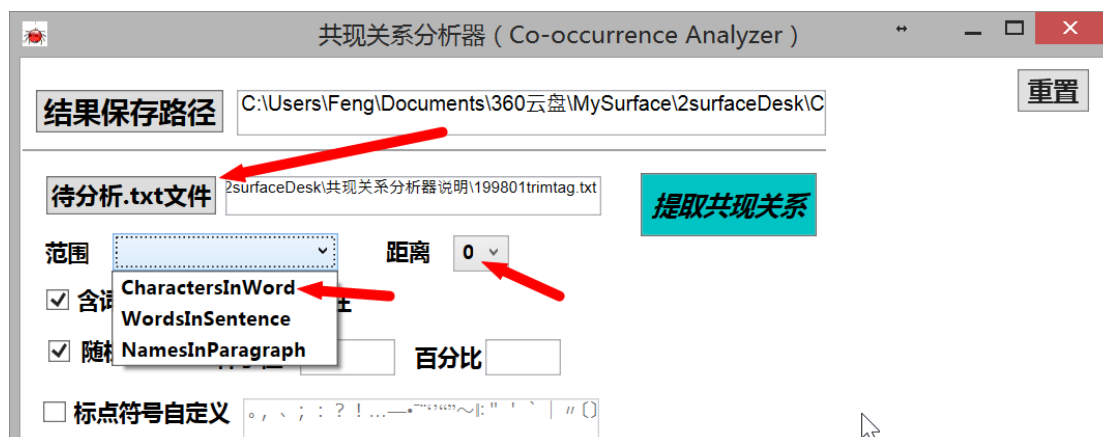 共现关系分析器（Co-occurrence Analyzer）
重置
结果保存路径 C:\Users\Feng\Documents\360云盘\MySurface\2surfaceDesk\C
待分析.txt文件 2surfaceDesk\共现关系分析器说明\199801trimtag.txt
提取共现关系
范围 距离 0
CharactersInWord
含
WordsInSentence
随 NamesInParagraph
百分比
标点符号自定义